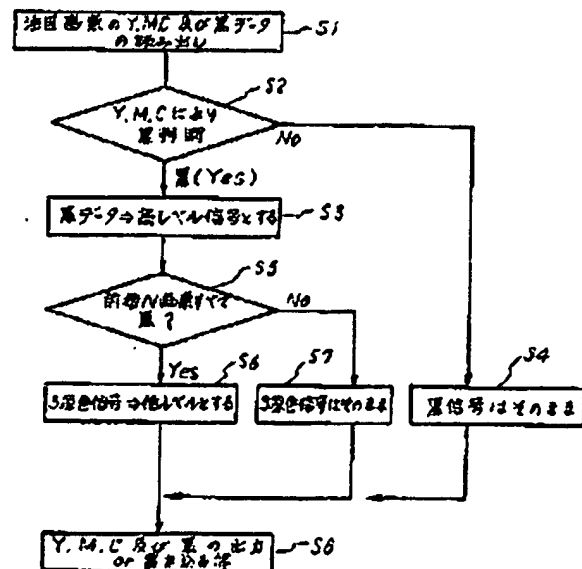 注目画素のY,M,C及び黒データ
の読み出し
S1
S2
Y.M.Cにより
黒判断
No
黒(Yes)
S3
黒データ⇒高レベル信号とする
S5
N画素すべて
黒?
No
Yes
S6
S7
S4
3原色信号⇒低レベルとする
3原色信号はそのまま
黒信号はそのまま
Y.M.C及び黒の出力
or 書き込み
S8